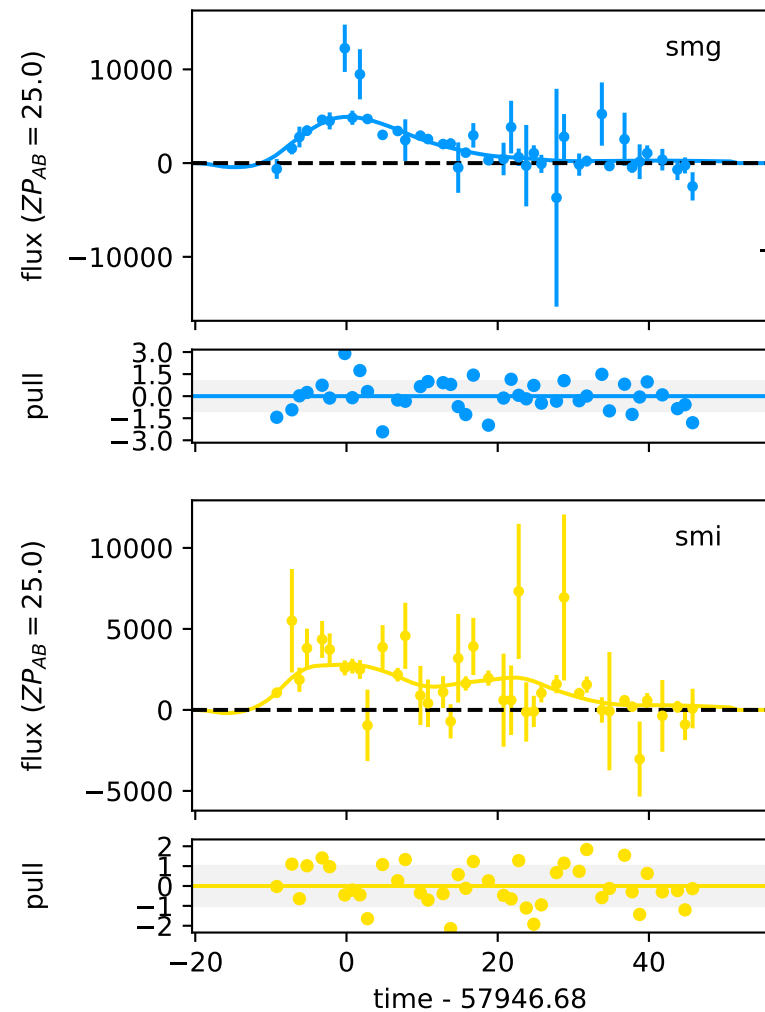 smg
10000
0
−10000
flux (ZP_AB = 25.0)
3.0
1.5
0.0
−1.5
−3.0
pull
smi
10000
5000
0
−5000
flux (ZP_AB = 25.0)
2
1
0
−1
−2
pull
−20 0 20 40
time - 57946.68